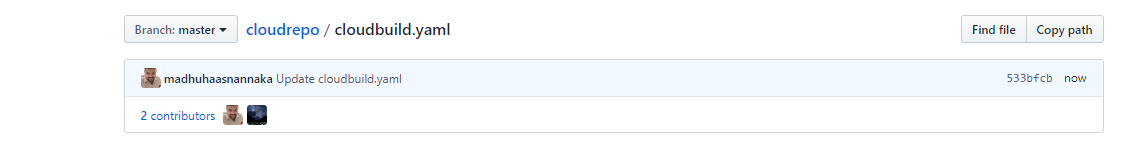 Branch: master cloudrepo / cloudbuild.yaml Find file Copy path
madhuhaasnannaka Update cloudbuild.yaml 533bfcb now
2 contributors